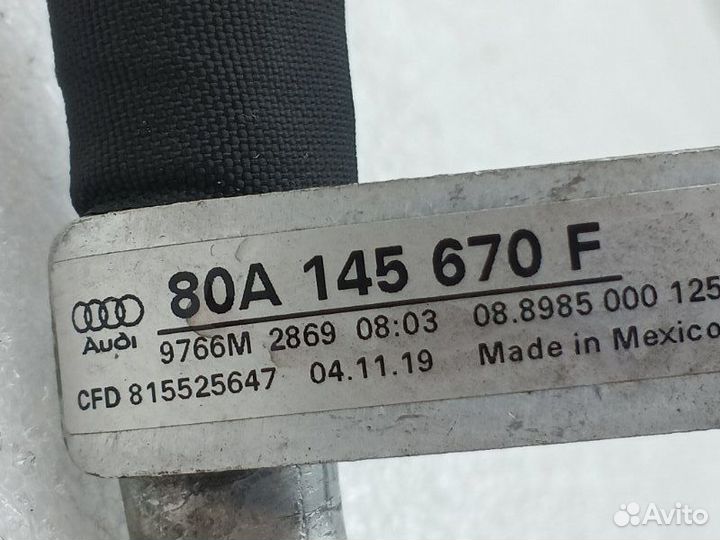 80A 145 670 F
Audi
9766M 2869 08:03 08.8985 000 125
CFD 815525647 04.11.19 Made in Mexico
Avito